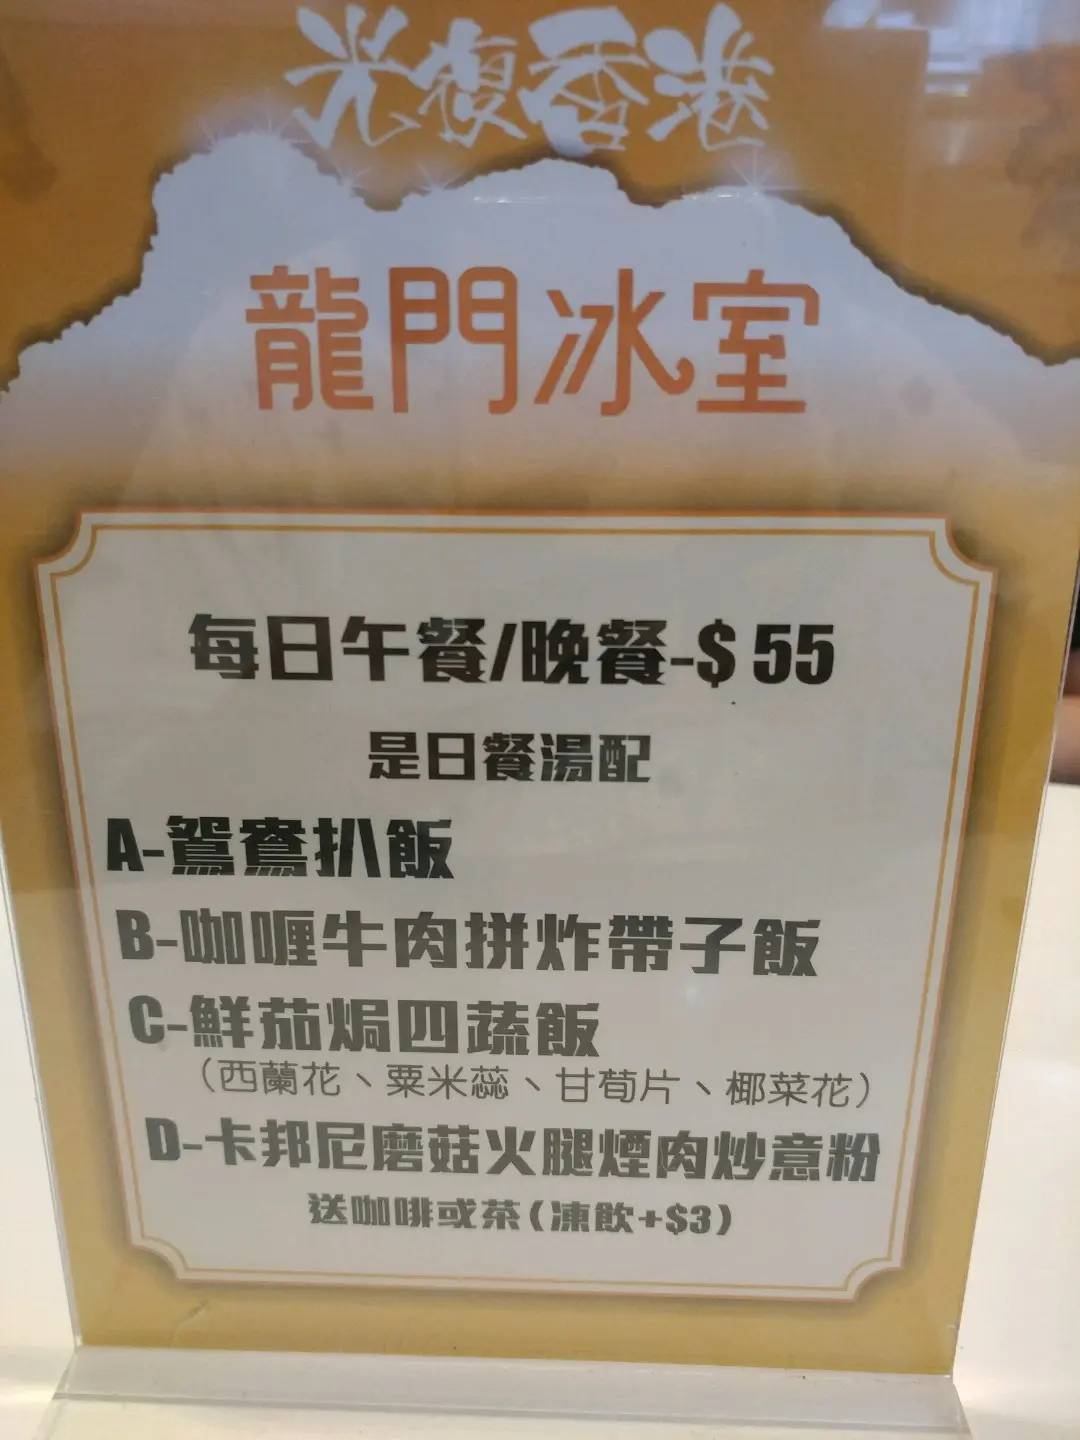 光復香港
龍門冰室
每日午餐/晚餐-$55
是日餐湯配
A-鴛鴦扒飯
B-咖喱牛肉拼炸帶子飯
C-鮮茄焗四蔬飯
（西蘭花、粟米蕊、甘荀片、椰菜花）
D-卡邦尼磨菇火腿煙肉炒意粉
送咖啡或茶(凍飲+$3)